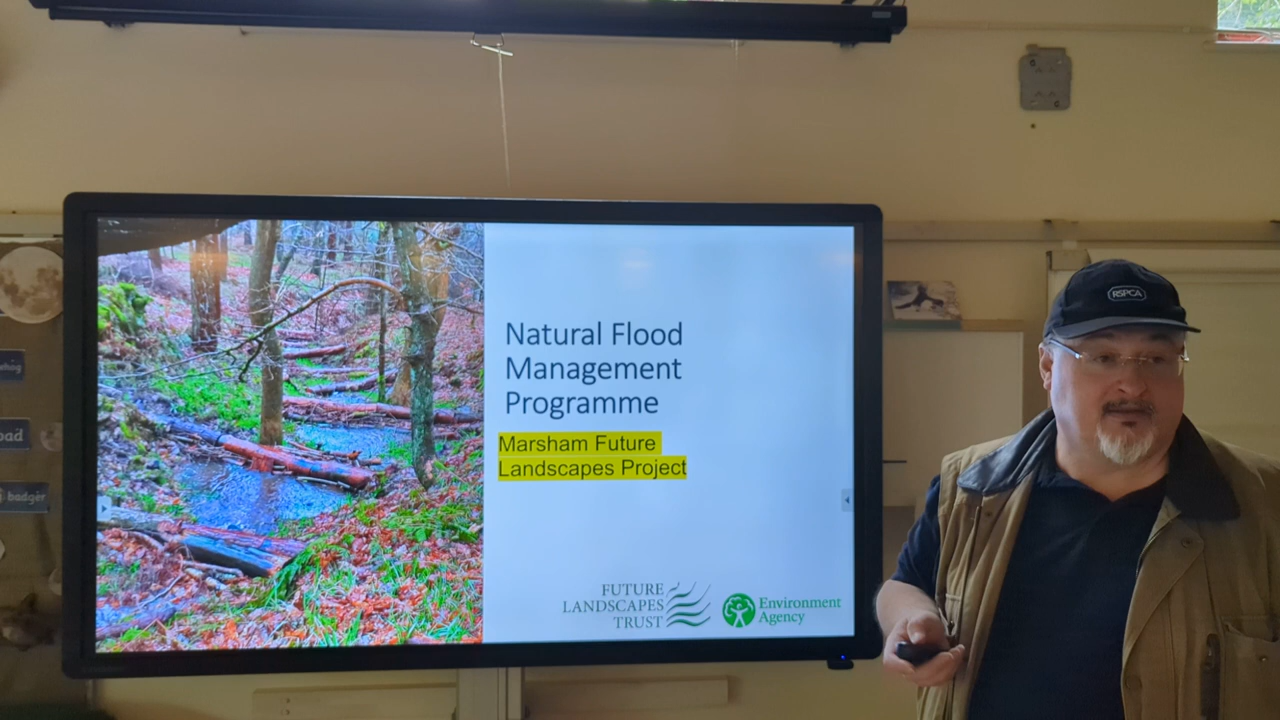 RSPCA
Natural Flood
Management
Programme
Marsham Future
Landscapes Project
FUTURE
LANDSCAPES
TRUST
Environment
Agency
badger